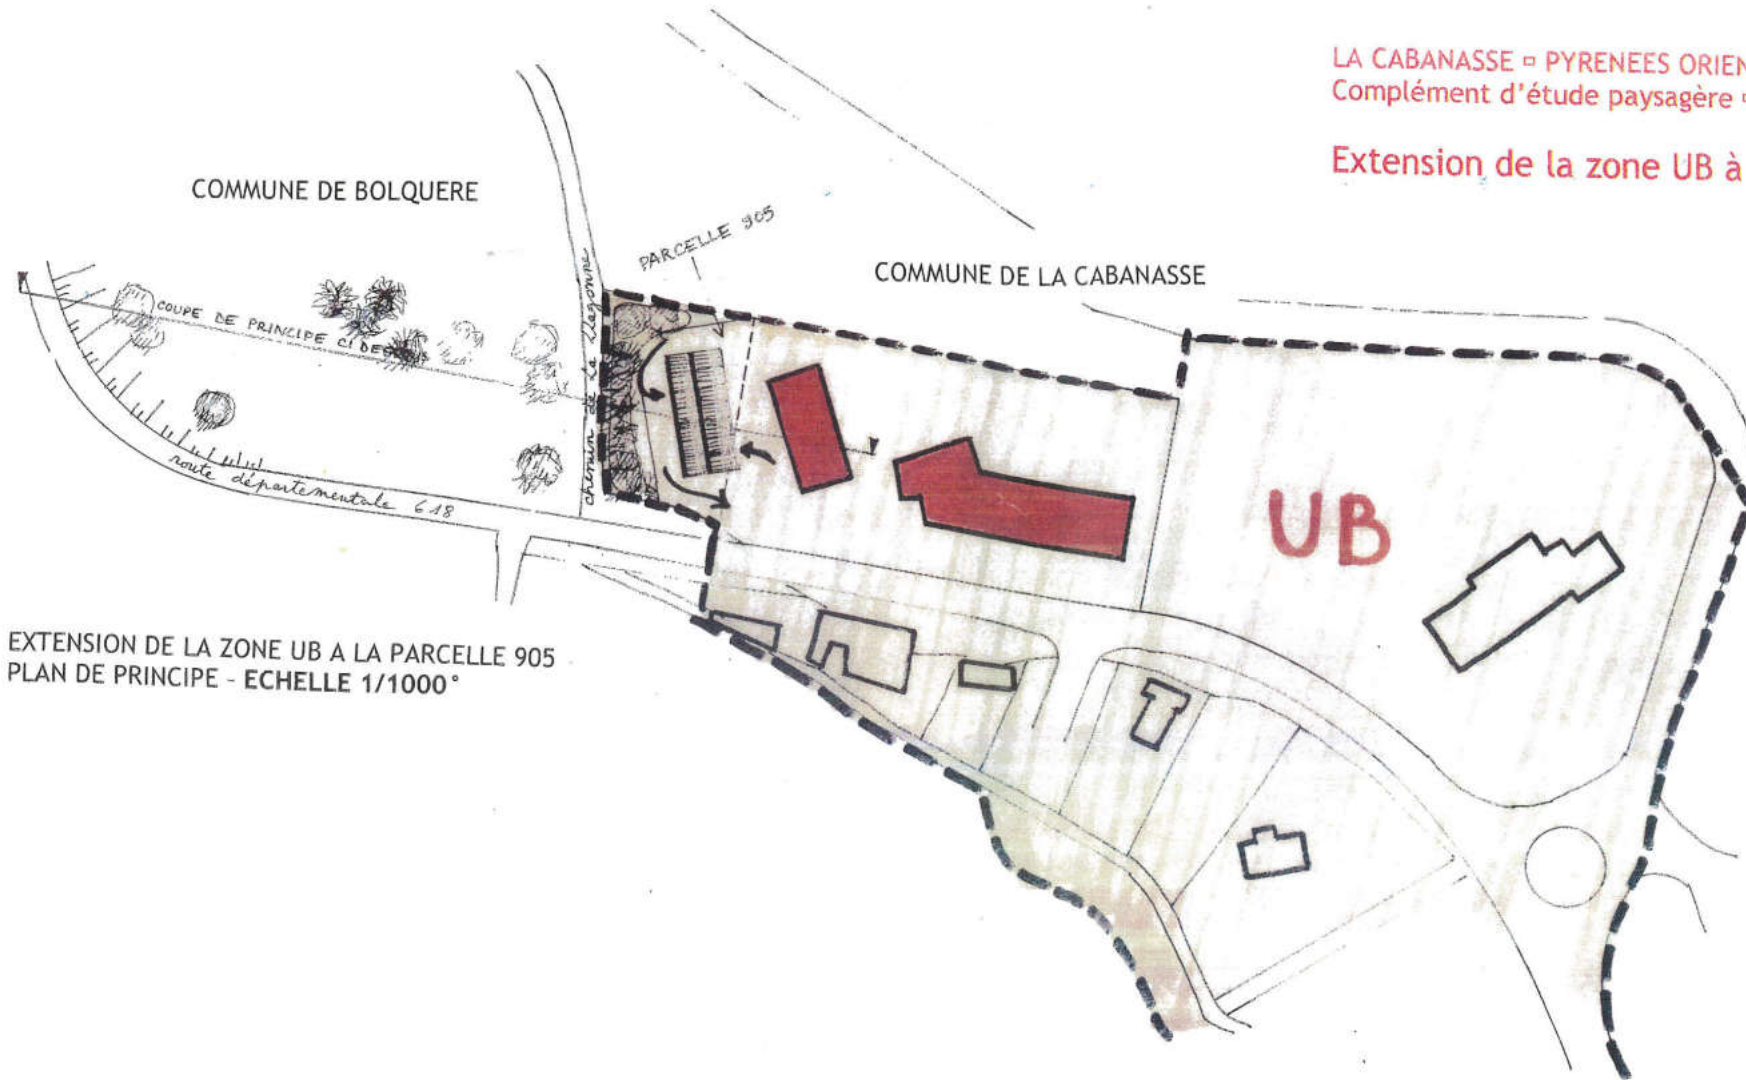 LA CABANASSE ▫ PYRENEES ORIEN
Complément d'étude paysagère ▫
Extension de la zone UB à
COMMUNE DE BOLQUERE
PARCELLE 905
COMMUNE DE LA CABANASSE
COUPE DE PRINCIPE CI DESSOUS
chemin de la Llagonne
route départementale 618
UB
EXTENSION DE LA ZONE UB A LA PARCELLE 905
PLAN DE PRINCIPE - ECHELLE 1/1000°